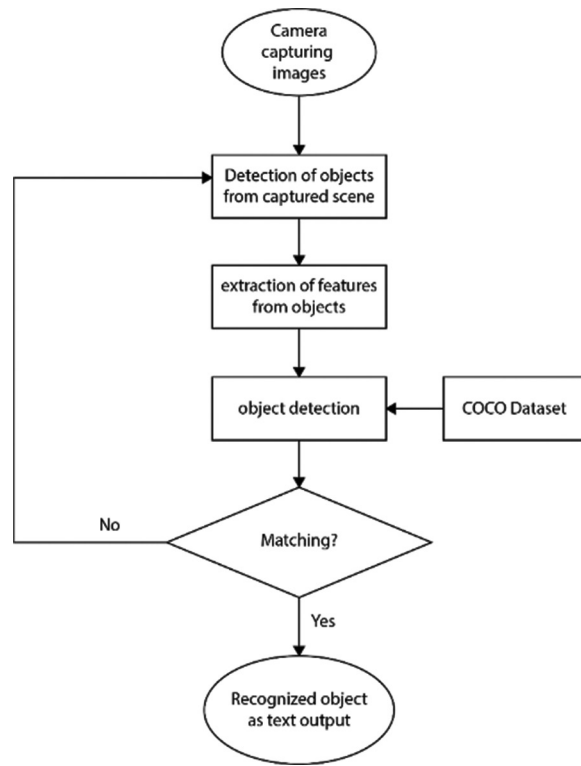 Camera
capturing
images
Detection of objects
from captured scene
extraction of features
from objects
object detection
COCO Dataset
No
Matching?
Yes
Recognized object
as text output